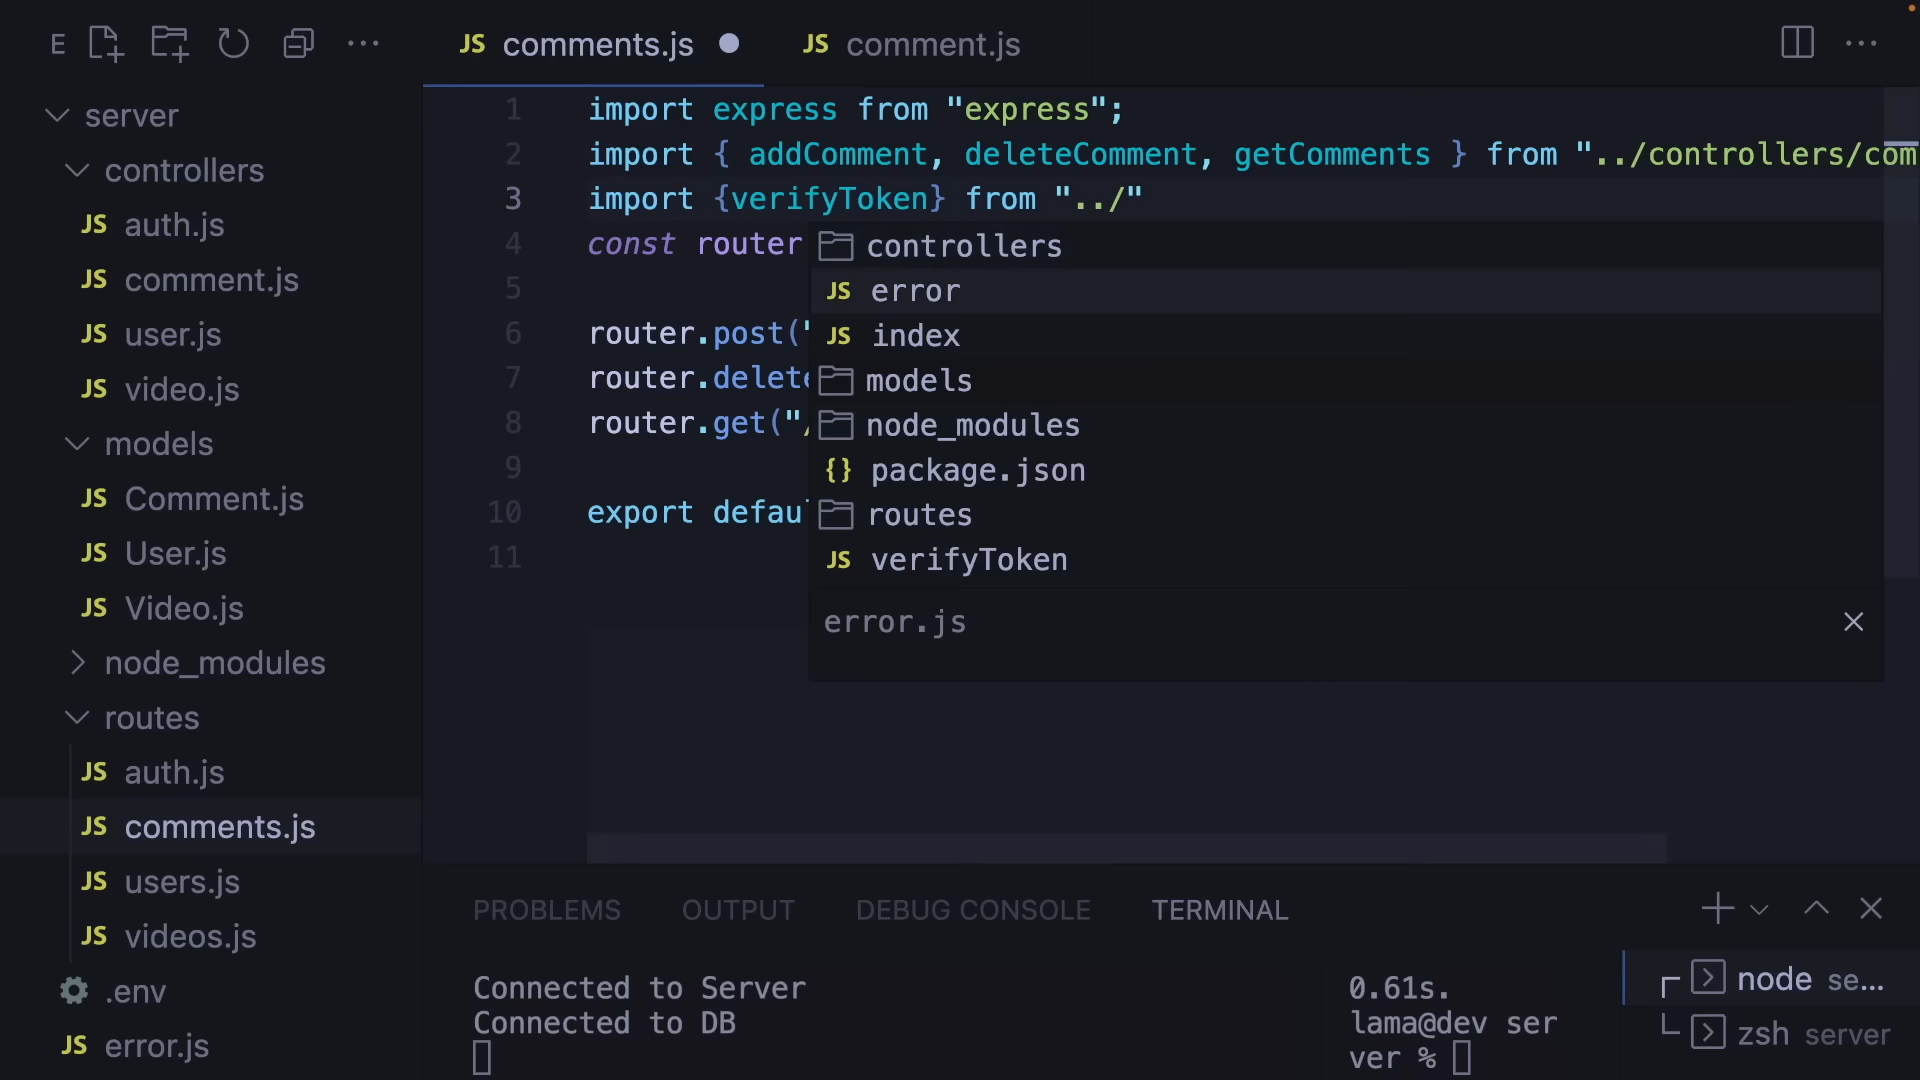 E
JS comments.js
JS comment.js
server
controllers
JS auth.js
JS comment.js
JS user.js
JS video.js
models
JS Comment.js
JS User.js
JS Video.js
node_modules
routes
JS auth.js
JS comments.js
JS users.js
JS videos.js
.env
JS error.js
1 import express from "express";
2 import { addComment, deleteComment, getComments } from "../controllers/com
3 import {verifyToken} from "../"
4 const router
5
6 router.post("
7 router.delete
8 router.get("/
9
10 export defaul
11
controllers
JS error
JS index
models
node_modules
{} package.json
routes
JS verifyToken
error.js
PROBLEMS OUTPUT DEBUG CONSOLE TERMINAL
Connected to Server
Connected to DB
0.61s.
lama@dev ser
ver %
node se...
zsh server